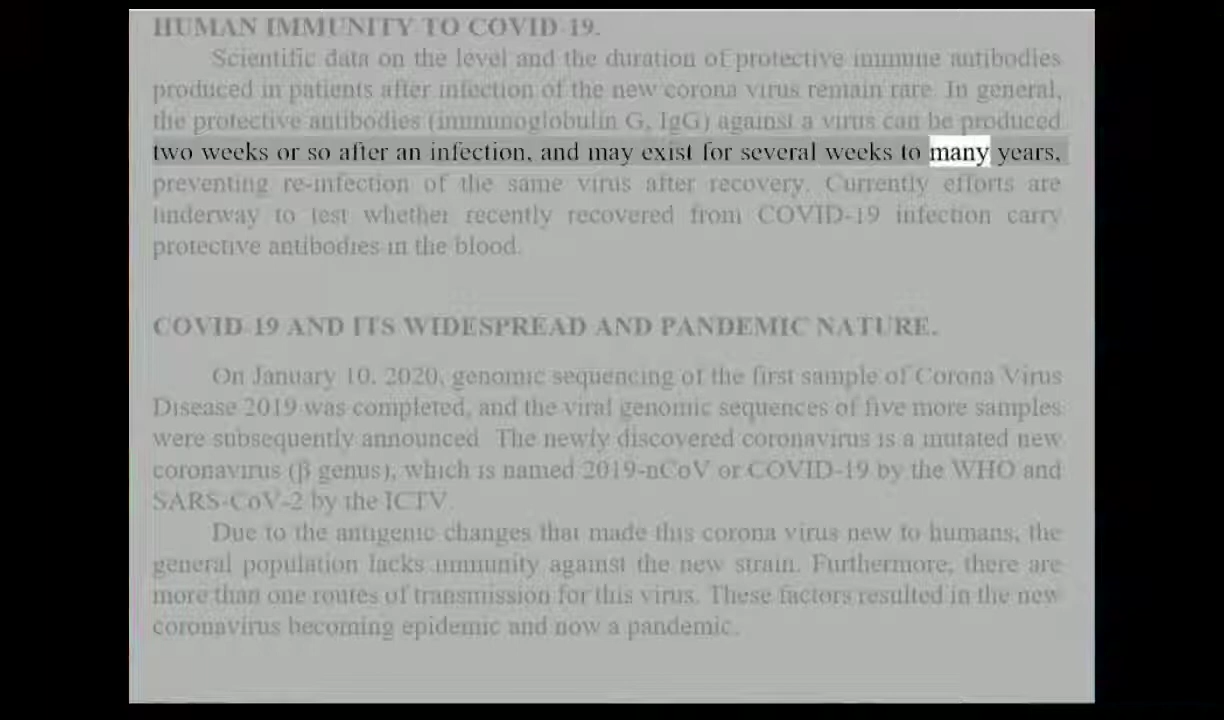 HUMAN IMMUNITY TO COVID-19.
Scientific data on the level and the duration of protective immune antibodies
produced in patients after infection of the new corona virus remain rare. In general,
the protective antibodies (immunoglobulin G, IgG) against a virus can be produced
two weeks or so after an infection, and may exist for several weeks to many years,
preventing re-infection of the same virus after recovery. Currently efforts are
underway to test whether recently recovered from COVID-19 infection carry
protective antibodies in the blood.
COVID-19 AND ITS WIDESPREAD AND PANDEMIC NATURE.
On January 10, 2020, genomic sequencing of the first sample of Corona Virus
Disease 2019 was completed, and the viral genomic sequences of five more samples
were subsequently announced. The newly discovered coronavirus is a mutated new
coronavirus (β genus), which is named 2019-nCoV or COVID-19 by the WHO and
SARS-CoV-2 by the ICTV.
Due to the antigenic changes that made this corona virus new to humans, the
general population lacks immunity against the new strain. Furthermore, there are
more than one routes of transmission for this virus. These factors resulted in the new
coronavirus becoming epidemic and now a pandemic.